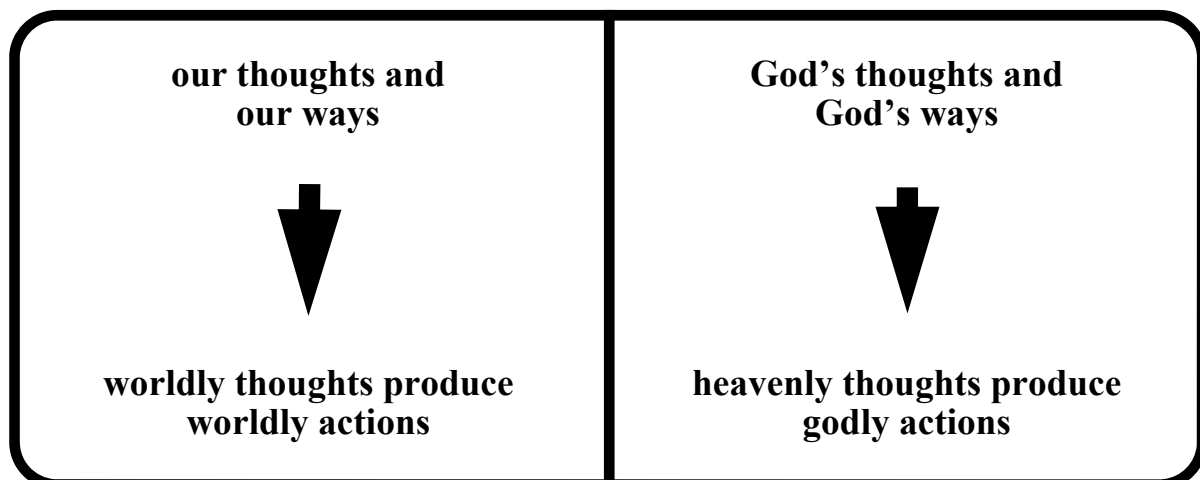 our thoughts and
our ways
worldly thoughts produce
worldly actions
God’s thoughts and
God’s ways
heavenly thoughts produce
godly actions